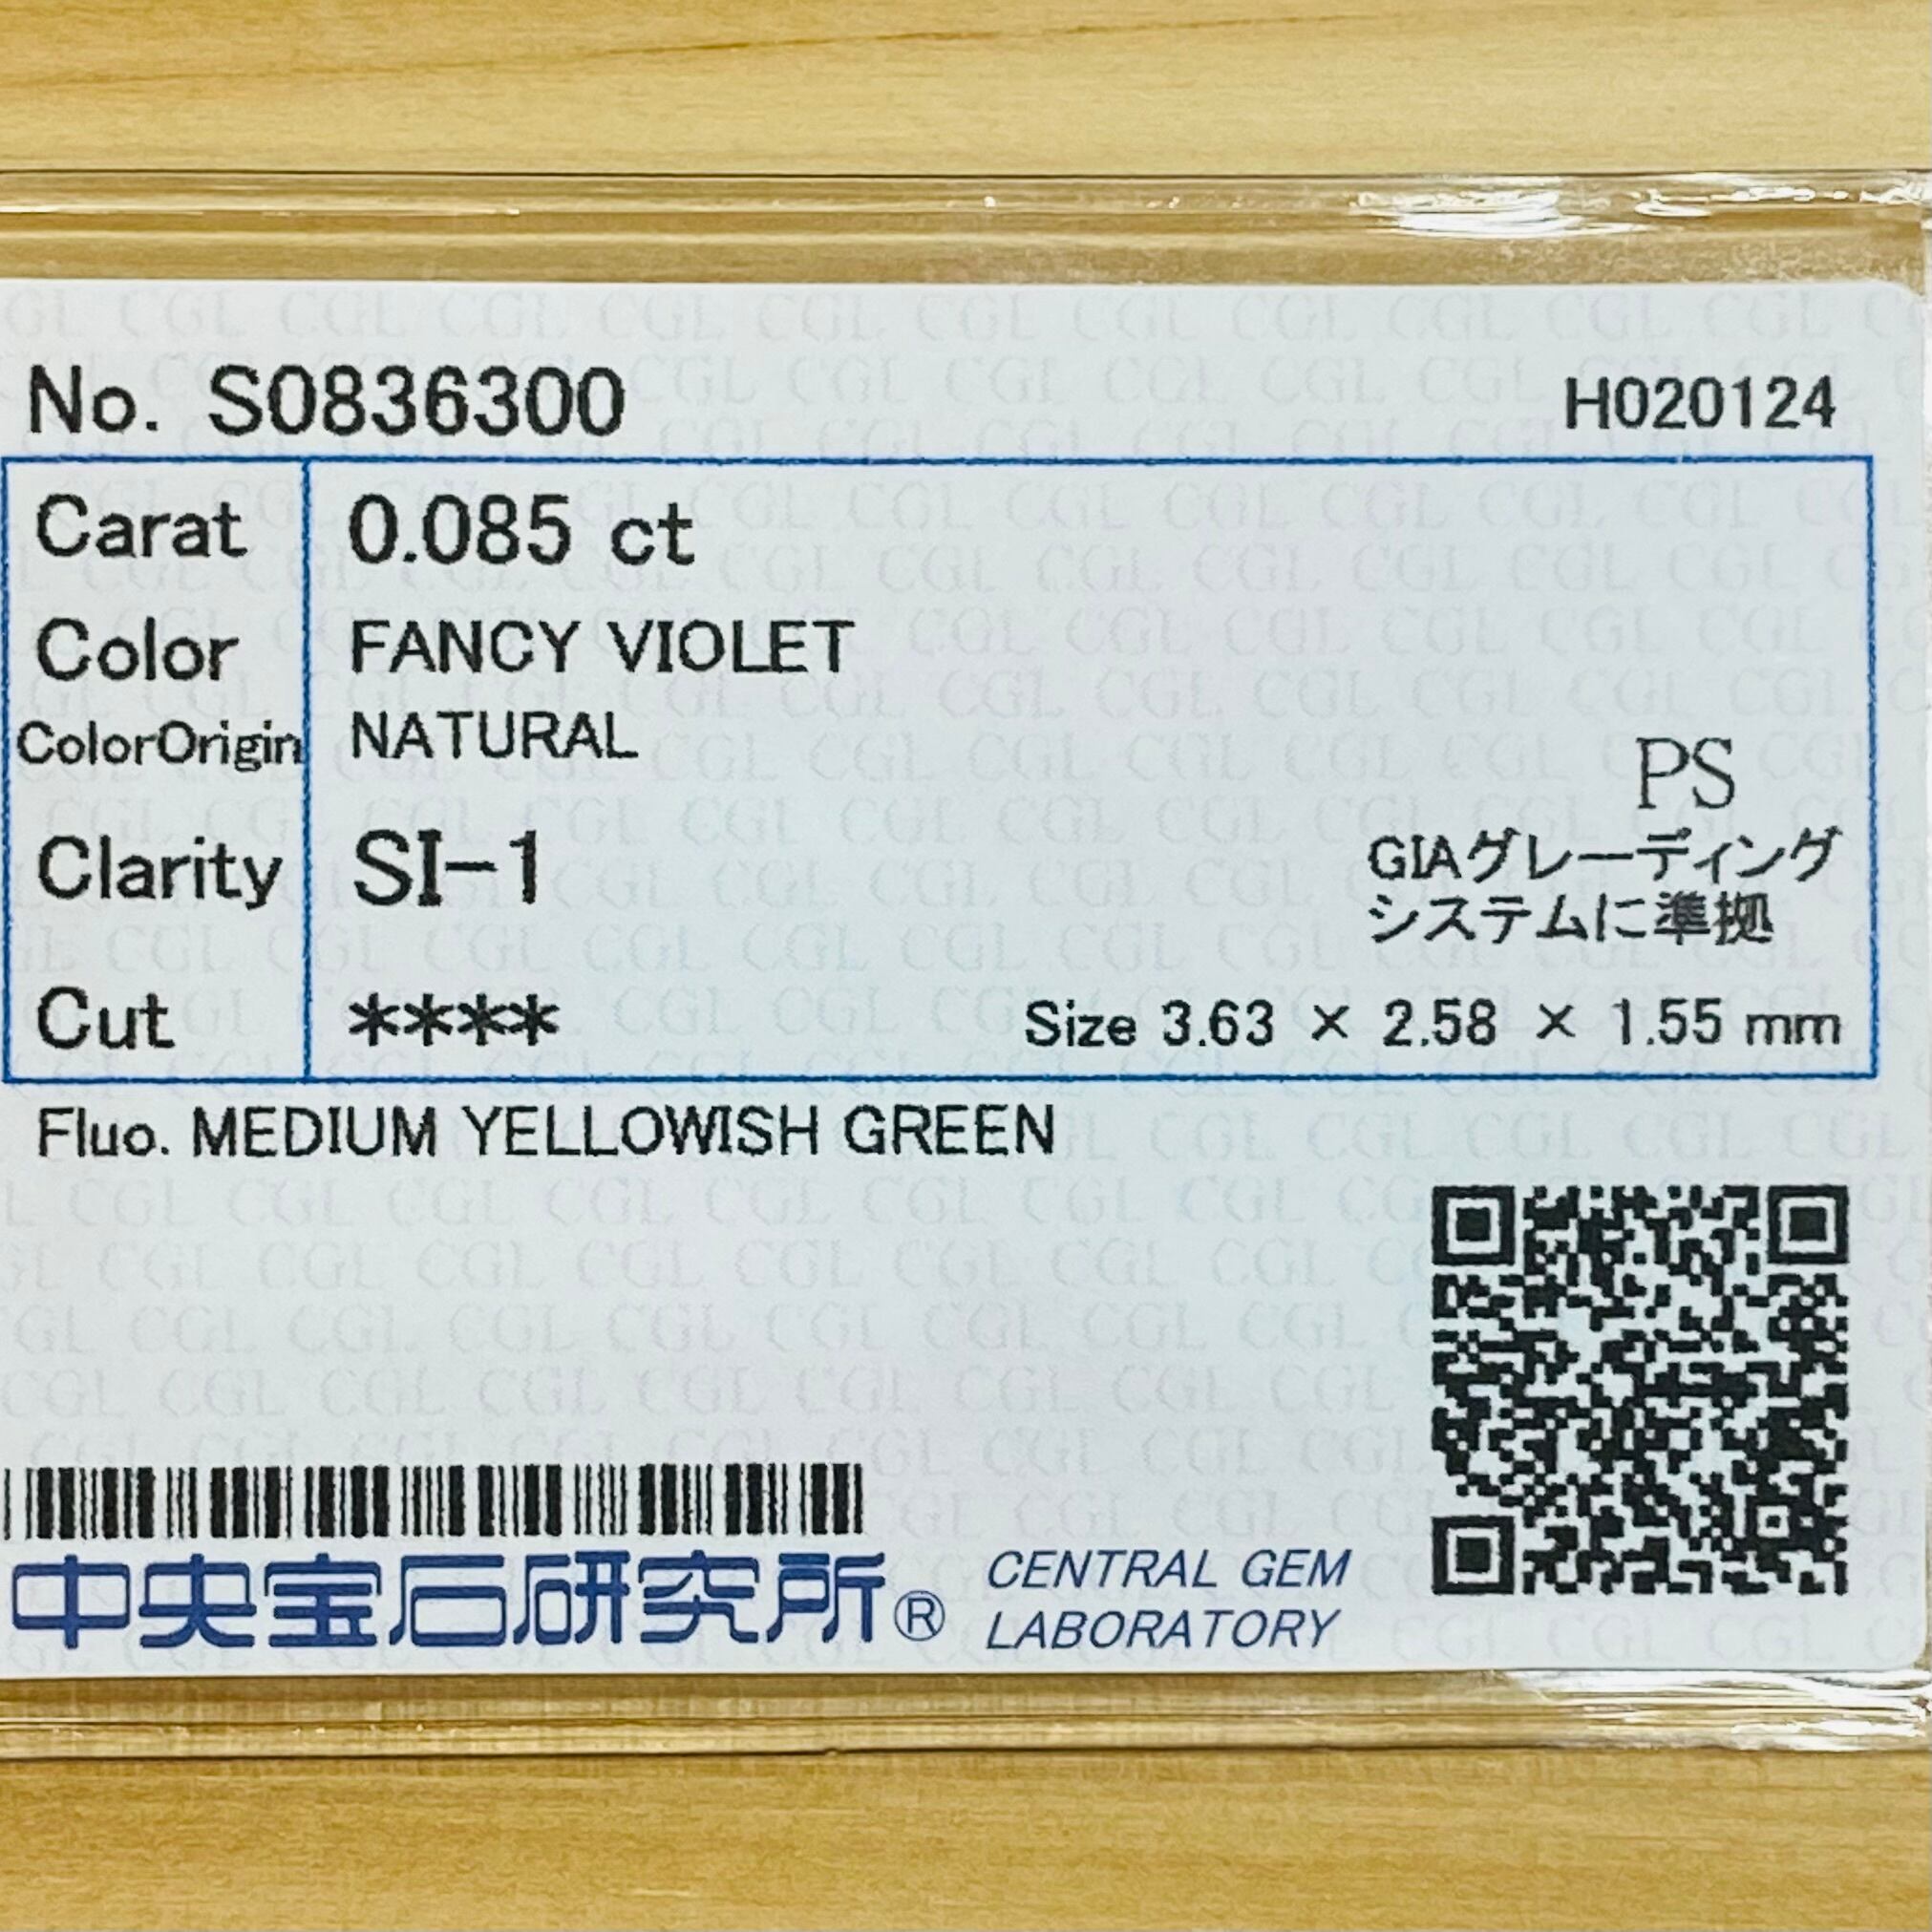 No. S0836300 H020124
Carat 0.085 ct
Color FANCY VIOLET
ColorOrigin NATURAL
PS
Clarity SI-1
GIAグレーディング
システムに準拠
Cut **** Size 3.63 × 2.58 × 1.55 mm
Fluo. MEDIUM YELLOWISH GREEN
中央宝石研究所® CENTRAL GEM
LABORATORY